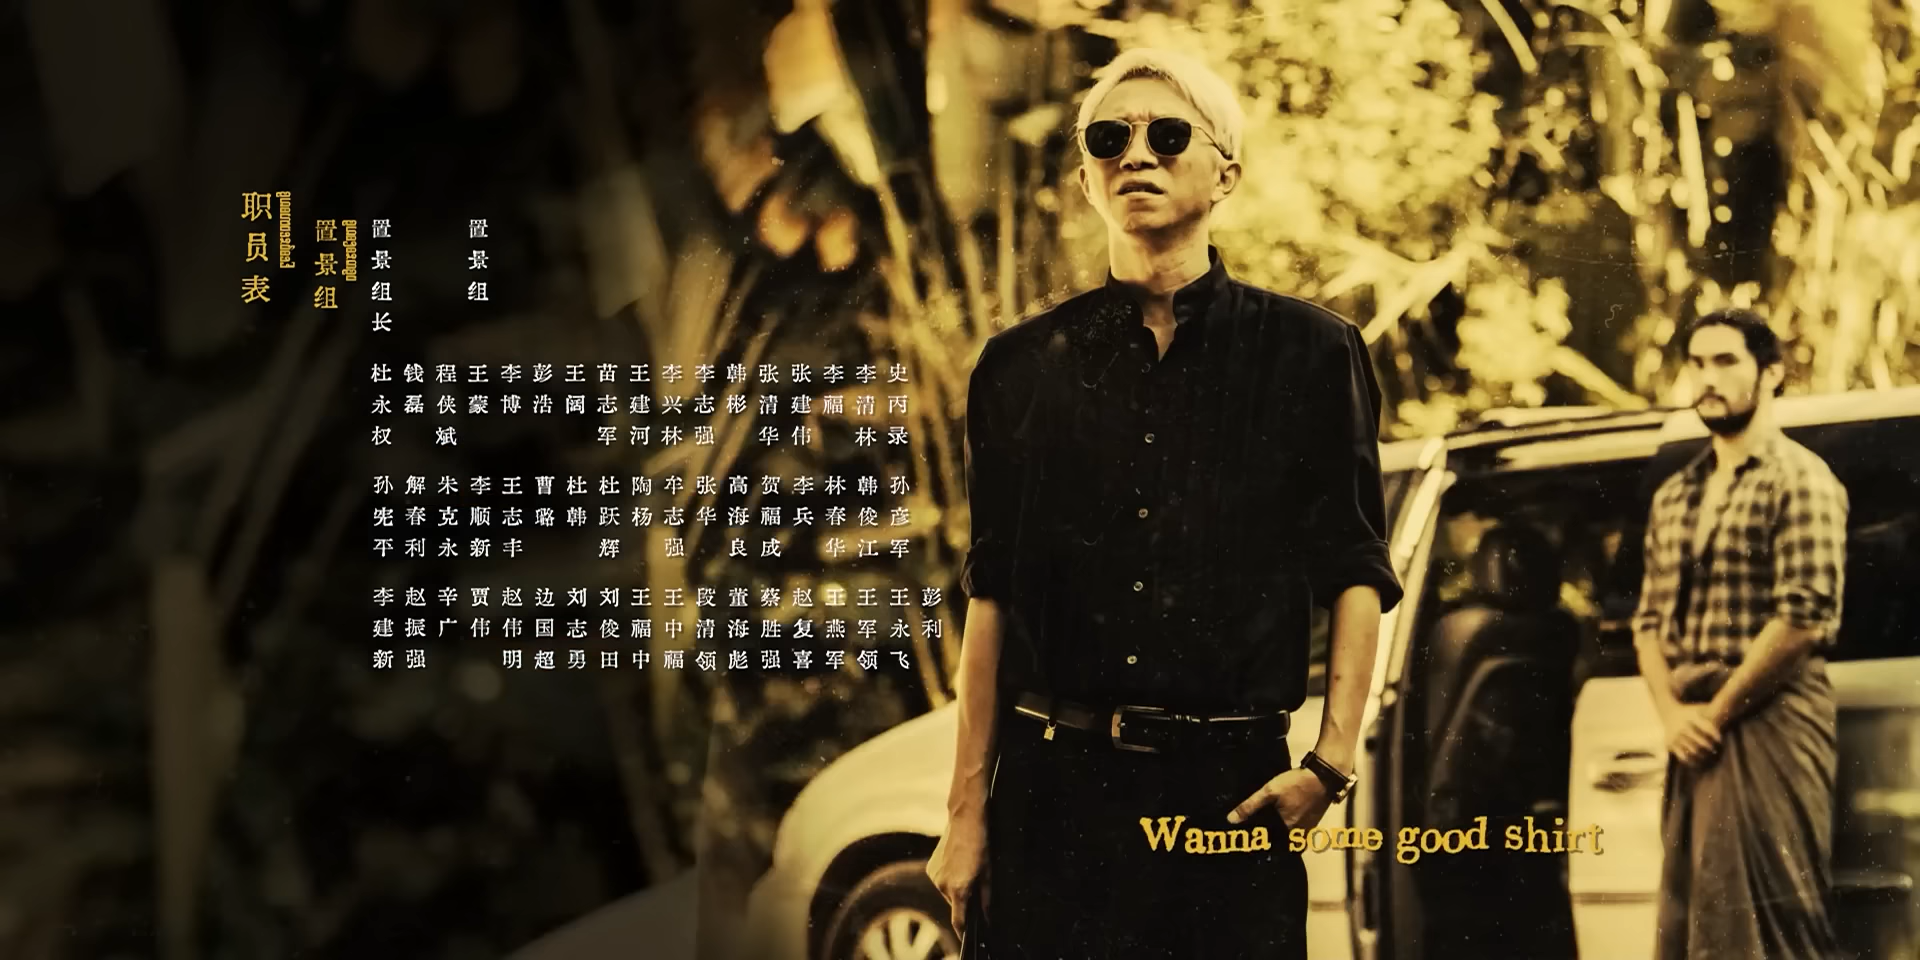 职员表
置景组
置景组长
置景组
杜永权
钱磊
程侠斌
王豪
李博
彭浩
王阔
苗志军
王建河
李兴林
李志强
韩彬
张清华
张建伟
李福
李清林
史丙录
孙宪平
解春利
朱克永
李顺新
王志丰
曹璐
杜韩
杜跃辉
陶杨
牟志强
张华
高海良
贺福成
李兵
林春华
韩俊江
孙彦军
李建新
赵振强
辛广
贾伟
赵伟明
边国超
刘志勇
刘俊田
王福中
王中福
段清领
董海彪
蔡胜强
赵复喜
王燕军
王军领
王永飞
彭利
Wanna some good shirt